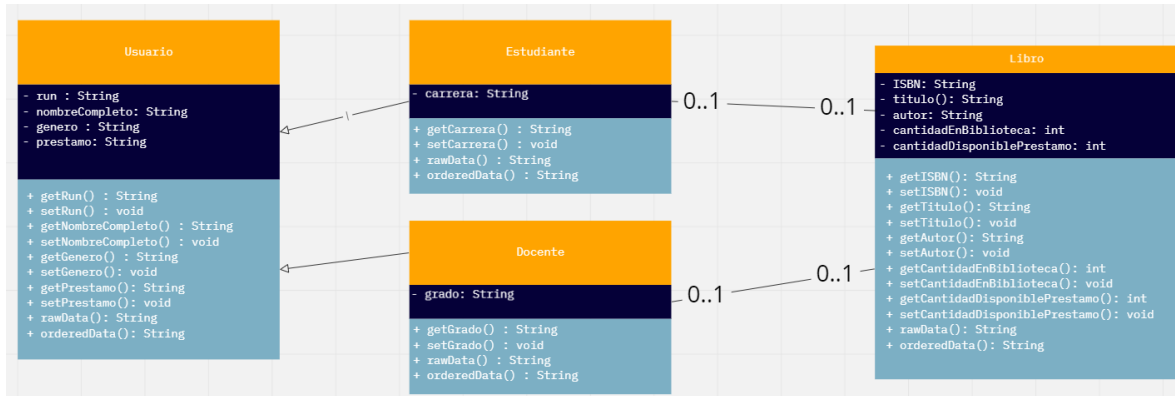 Usuario
- run : String
- nombreCompleto: String
- genero : String
- prestamo: String
+ getRun() : String
+ setRun() : void
+ getNombreCompleto() : String
+ setNombreCompleto() : void
+ getGenero() : String
+ setGenero(): void
+ getPrestamo(): String
+ setPrestamo(): void
+ rawData(): String
+ orderedData(): String
Estudiante
- carrera: String
+ getCarrera() : String
+ setCarrera() : void
+ rawData() : String
+ orderedData() : String
Docente
- grado: String
+ getGrado() : String
+ setGrado() : void
+ rawData() : String
+ orderedData() : String
0..1
0..1
0..1
0..1
Libro
- ISBN: String
- titulo(): String
- autor: String
- cantidadEnBiblioteca: int
- cantidadDisponiblePrestamo: int
+ getISBN(): String
+ setISBN(): void
+ getTitulo(): String
+ setTitulo(): void
+ getAutor(): String
+ setAutor(): void
+ getCantidadEnBiblioteca(): int
+ setCantidadEnBiblioteca(): void
+ getCantidadDisponiblePrestamo(): int
+ setCantidadDisponiblePrestamo(): void
+ rawData(): String
+ orderedData(): String